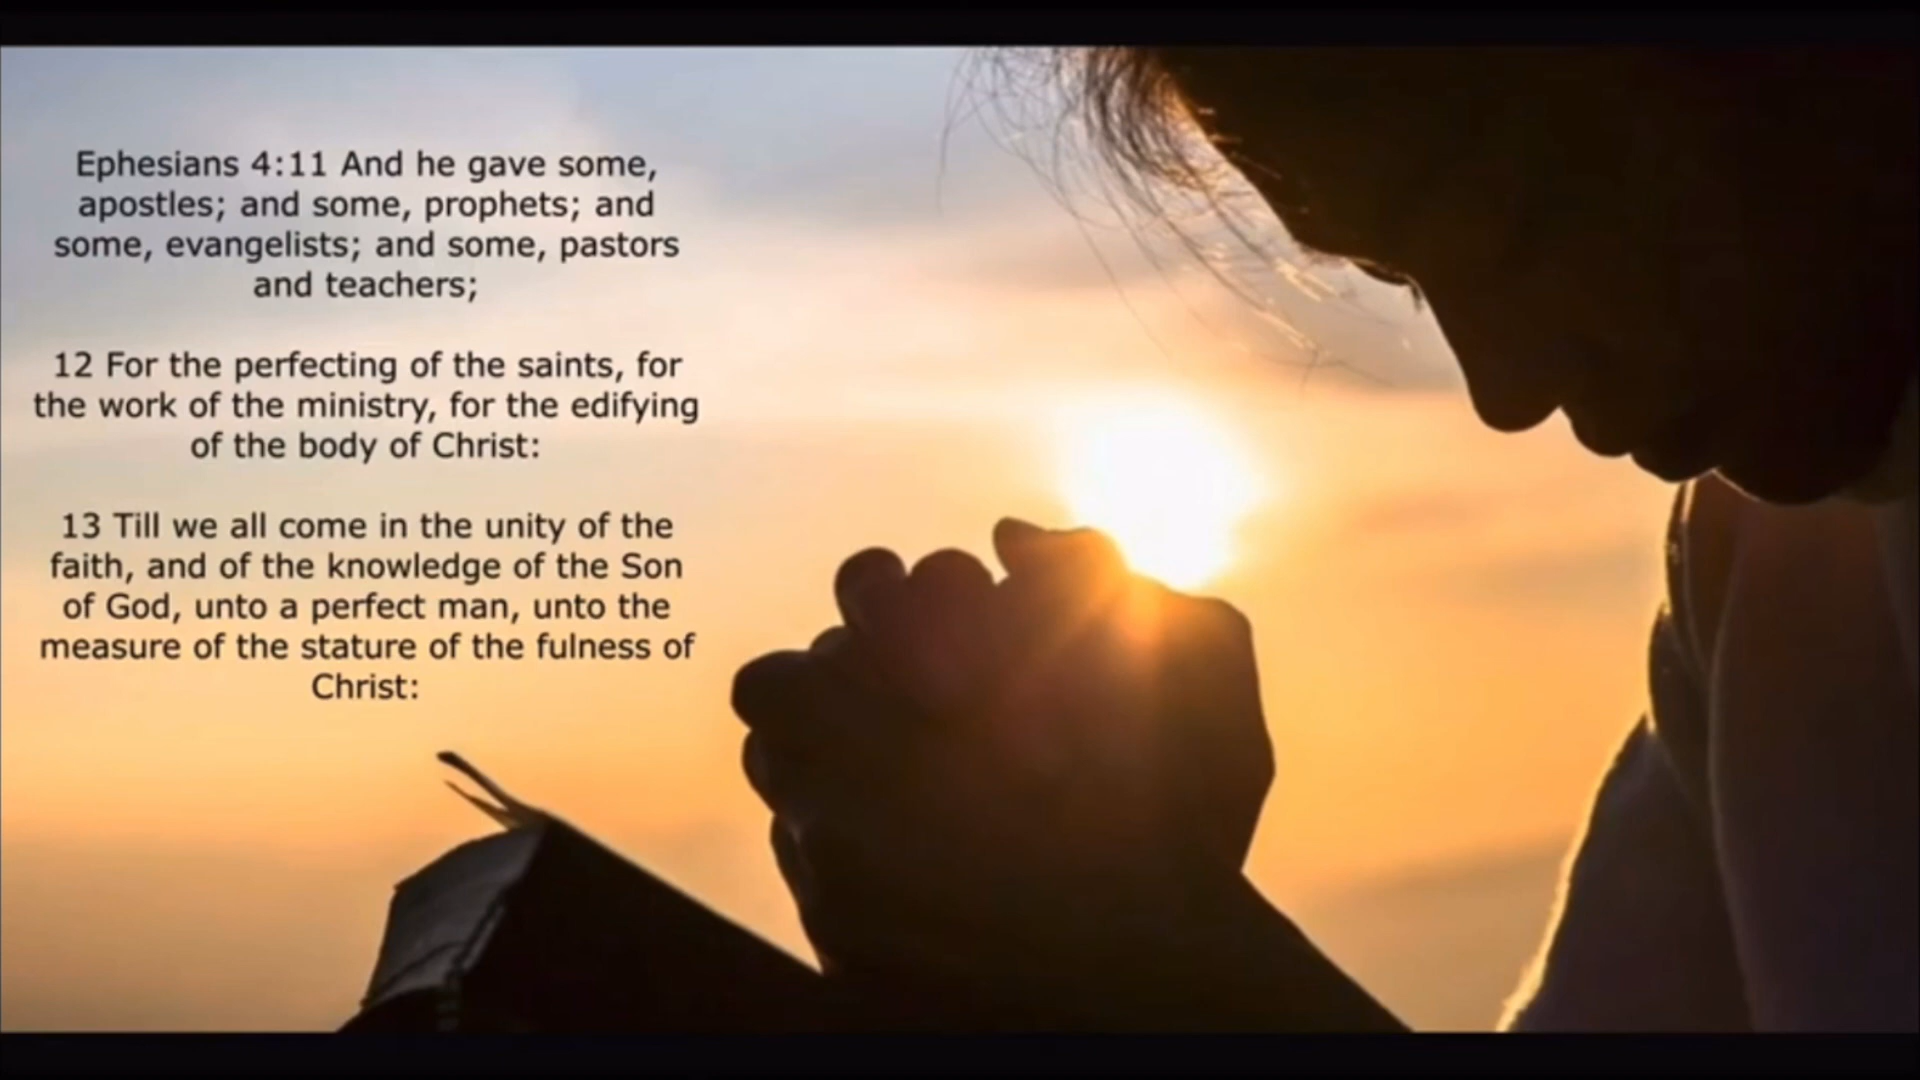 Ephesians 4:11 And he gave some,
apostles; and some, prophets; and
some, evangelists; and some, pastors
and teachers;
12 For the perfecting of the saints, for
the work of the ministry, for the edifying
of the body of Christ:
13 Till we all come in the unity of the
faith, and of the knowledge of the Son
of God, unto a perfect man, unto the
measure of the stature of the fulness of
Christ: